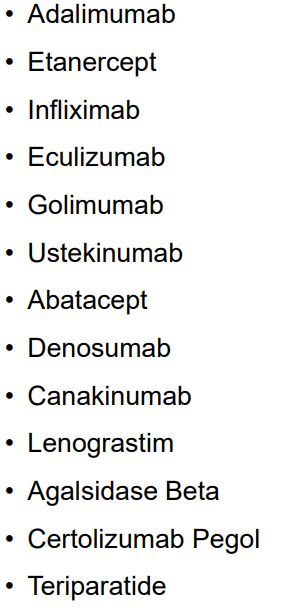 • Adalimumab
• Etanercept
• Infliximab
• Eculizumab
• Golimumab
• Ustekinumab
• Abatacept
• Denosumab
• Canakinumab
• Lenograstim
• Agalsidase Beta
• Certolizumab Pegol
• Teriparatide